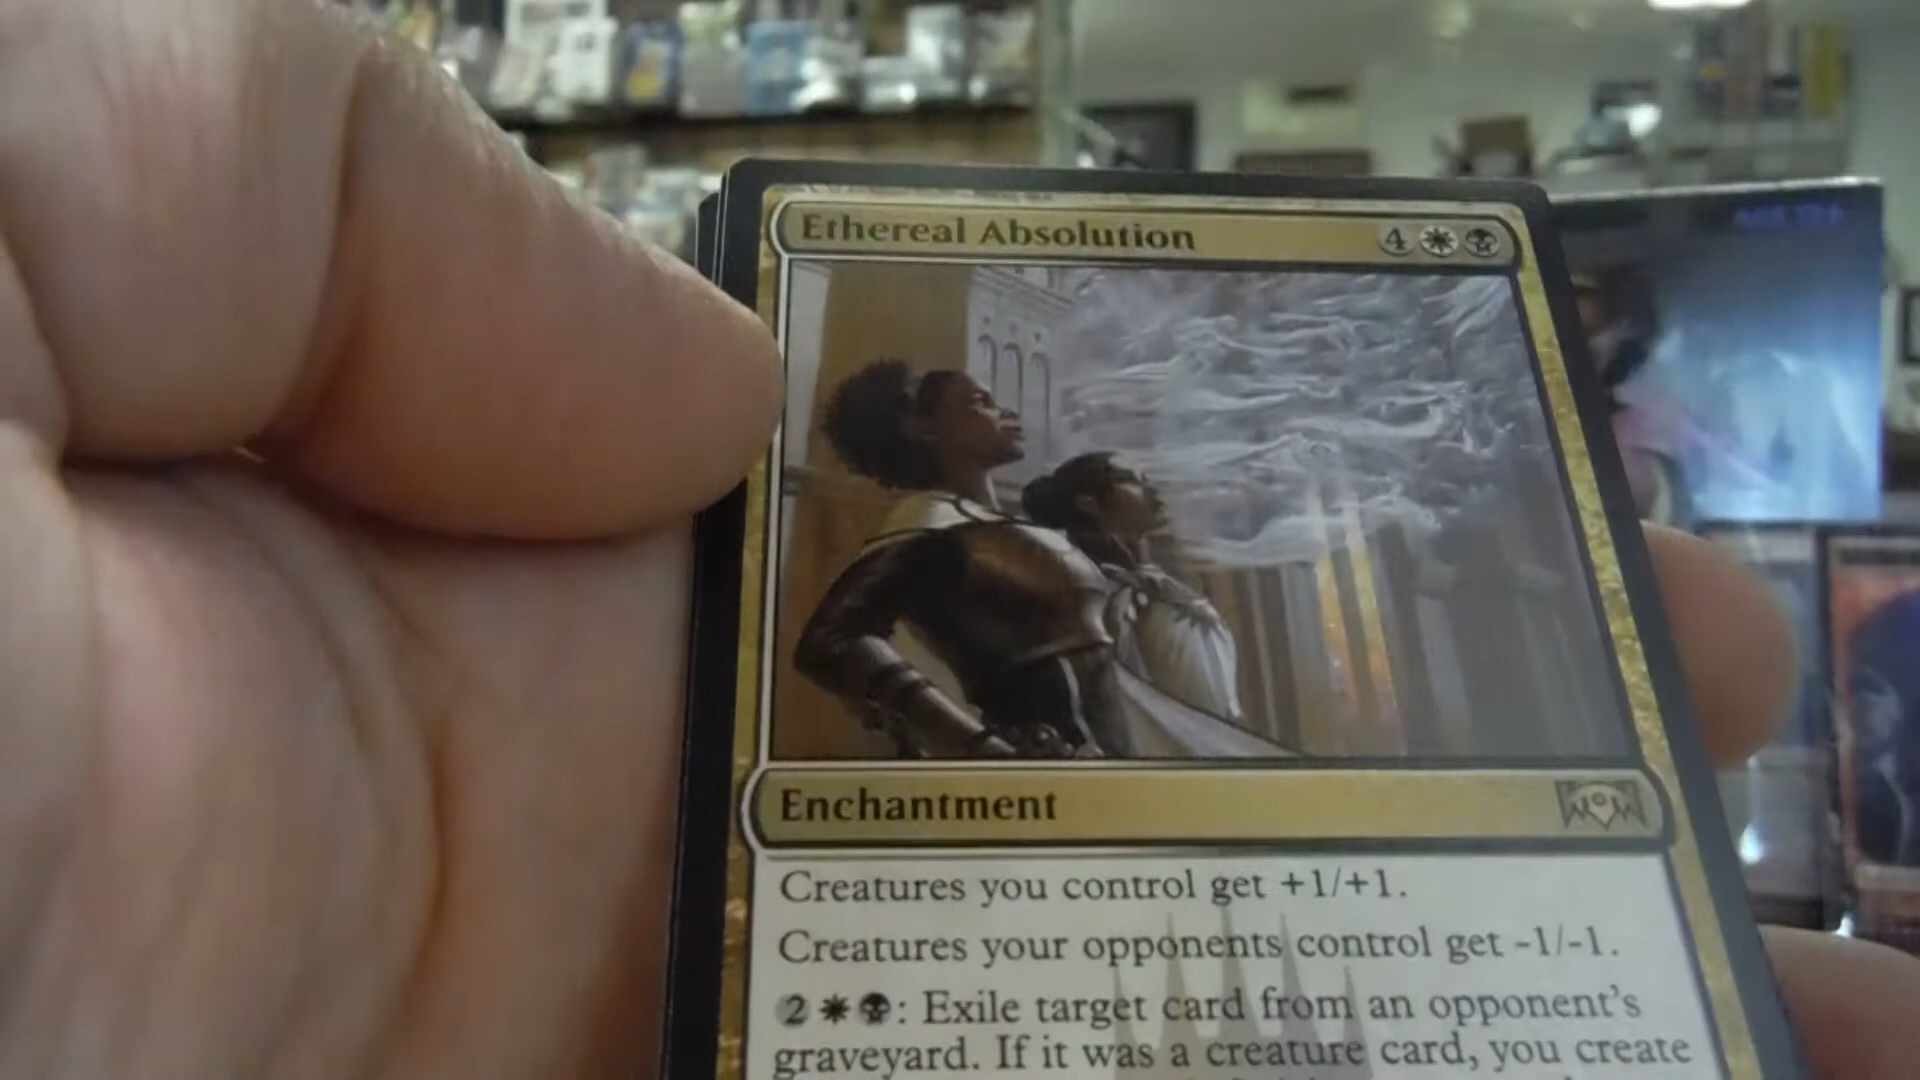 Ethereal Absolution 4
Enchantment
Creatures you control get +1/+1.
Creatures your opponents control get -1/-1.
2 : Exile target card from an opponent's
graveyard. If it was a creature card, you create